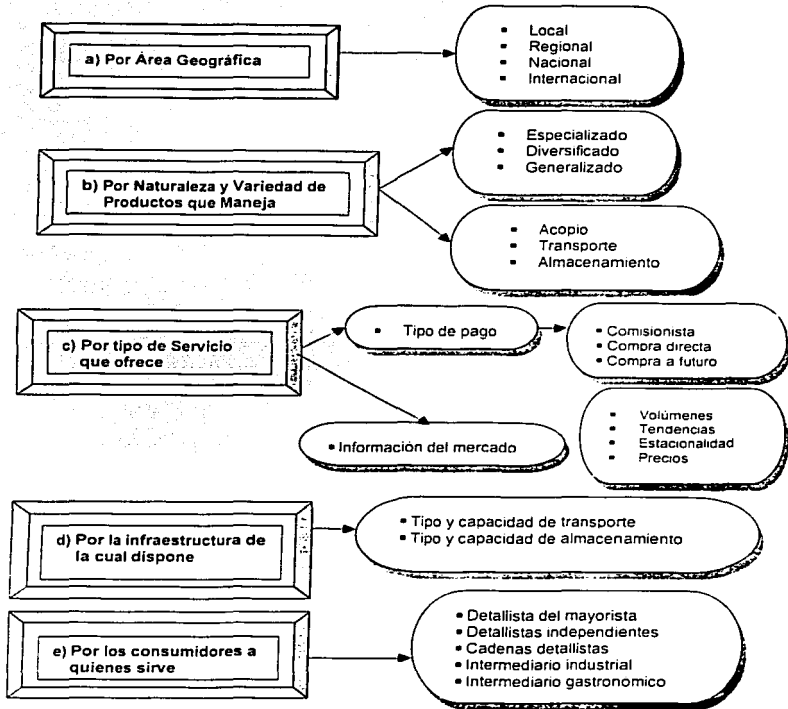 a) Por Área Geográfica
▪ Local
▪ Regional
▪ Nacional
▪ Internacional
b) Por Naturaleza y Variedad de
Productos que Maneja
▪ Especializado
▪ Diversificado
▪ Generalizado
▪ Acopio
▪ Transporte
▪ Almacenamiento
c) Por tipo de Servicio
que ofrece
▪ Tipo de pago
▪ Comisionista
▪ Compra directa
▪ Compra a futuro
▪ Información del mercado
▪ Volúmenes
▪ Tendencias
▪ Estacionalidad
▪ Precios
d) Por la infraestructura de
la cual dispone
▪ Tipo y capacidad de transporte
▪ Tipo y capacidad de almacenamiento
e) Por los consumidores a
quienes sirve
▪ Detallista del mayorista
▪ Detallistas independientes
▪ Cadenas detallistas
▪ Intermediario industrial
▪ Intermediario gastronomico